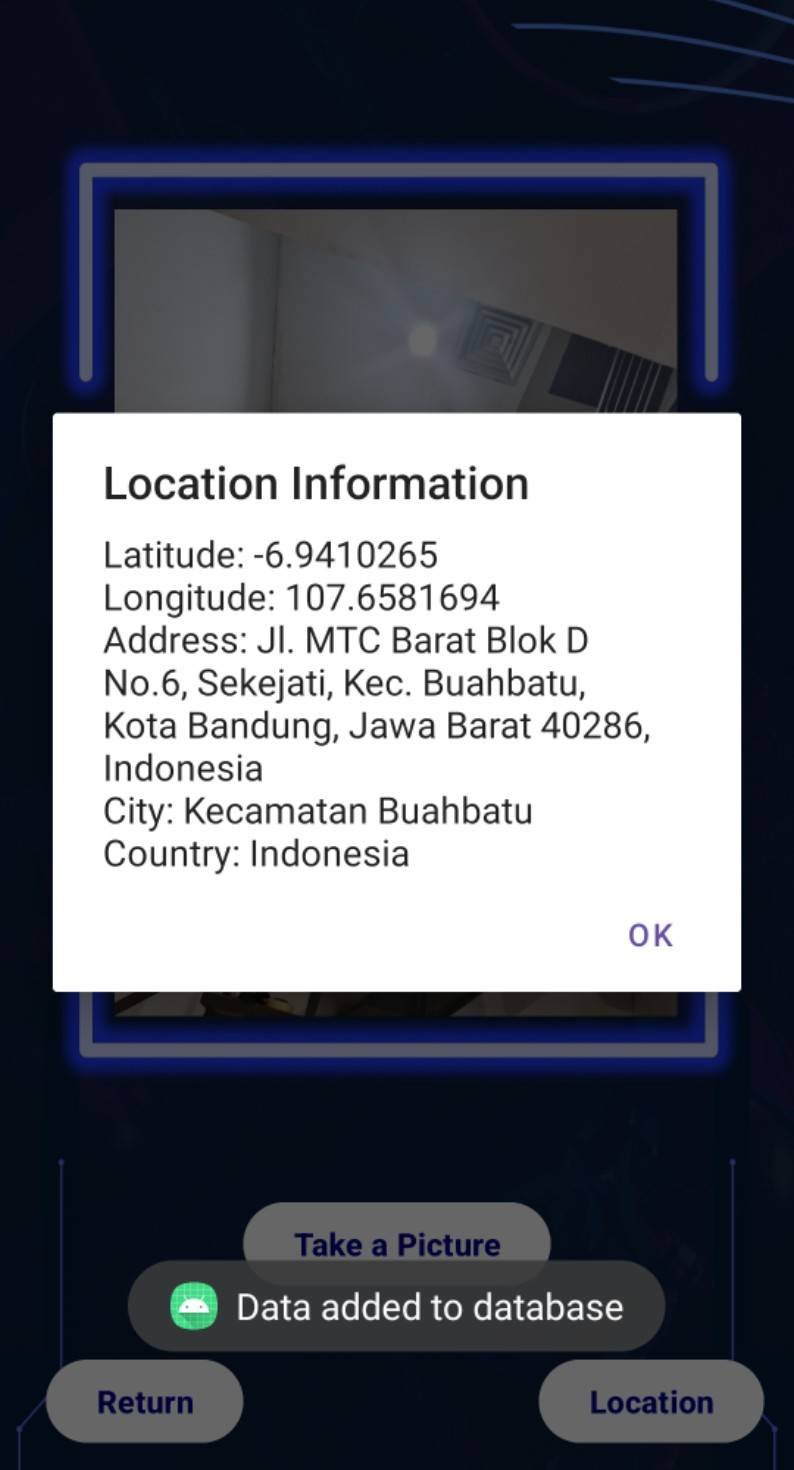 Location Information
Latitude: -6.9410265
Longitude: 107.6581694
Address: Jl. MTC Barat Blok D
No.6, Sekejati, Kec. Buahbatu,
Kota Bandung, Jawa Barat 40286,
Indonesia
City: Kecamatan Buahbatu
Country: Indonesia
OK
Take a Picture
Data added to database
Return
Location